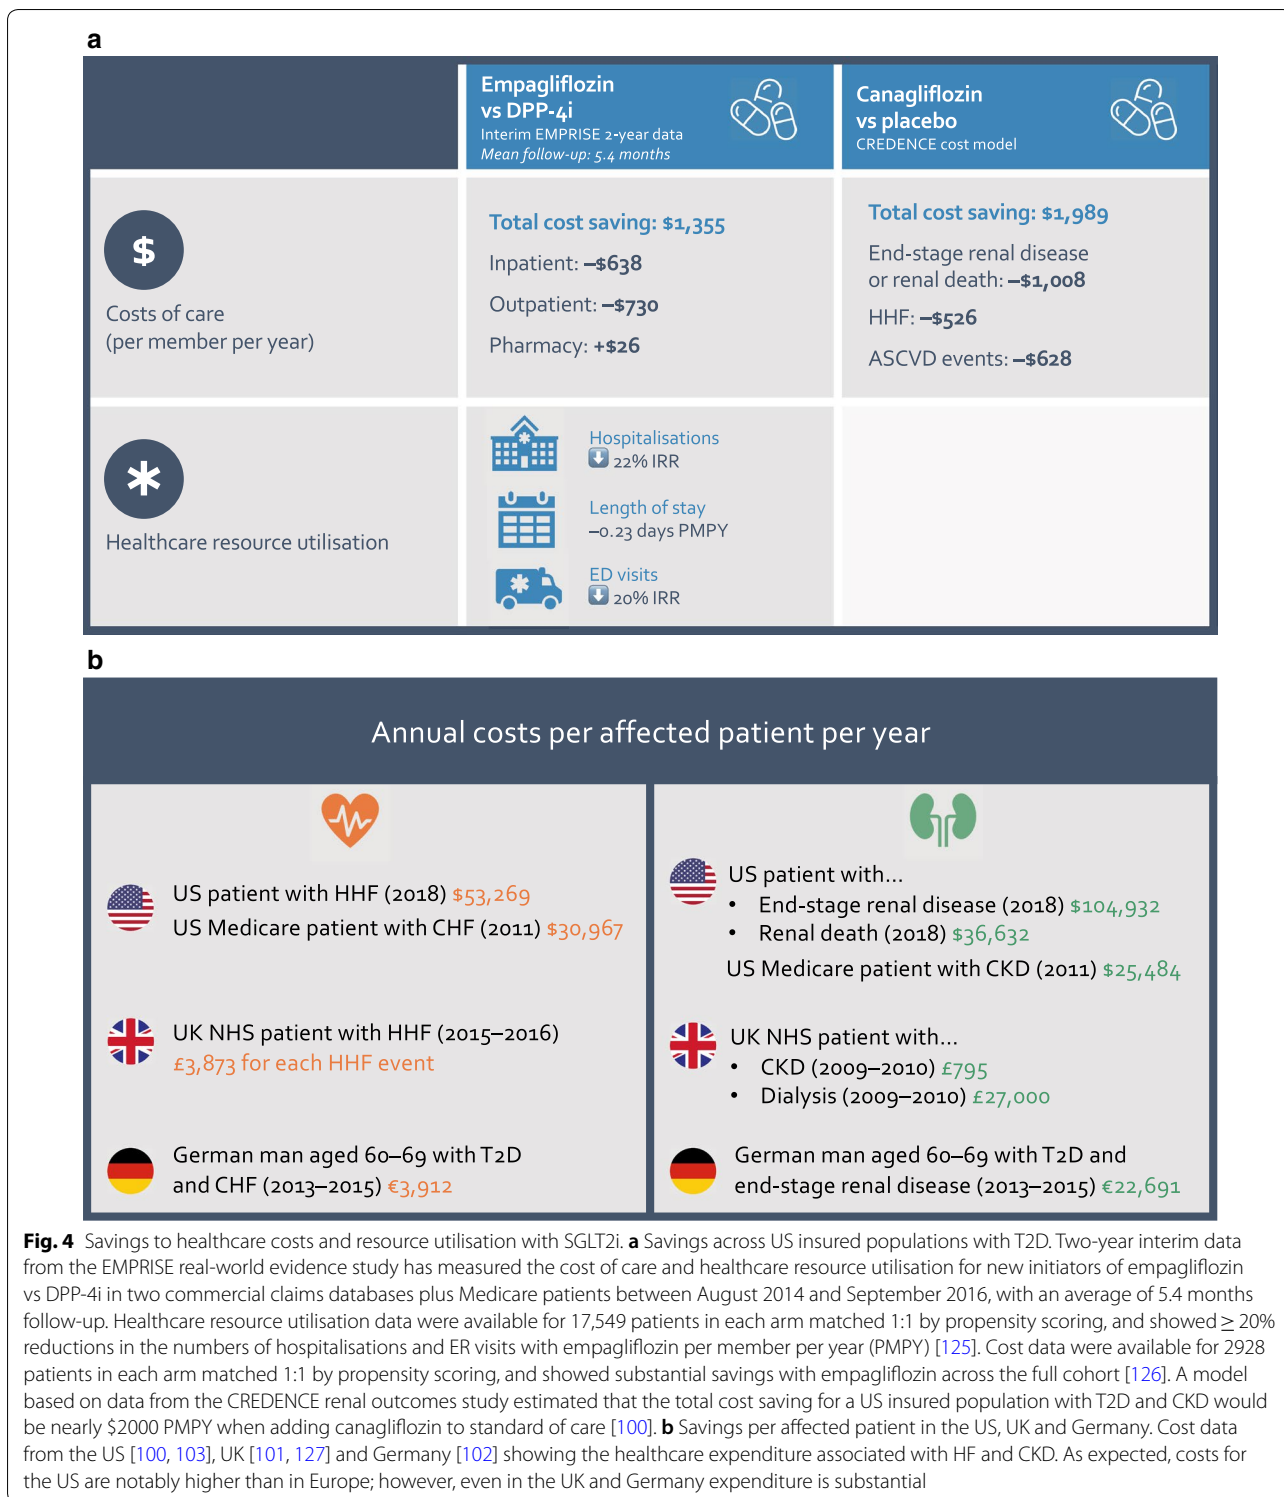 a
Empagliflozin
vs DPP-4i
Interim EMPRISE 2-year data
Mean follow-up: 5.4 months
Canagliflozin
vs placebo
CREDENCE cost model
$
Costs of care
(per member per year)
Total cost saving: $1,355
Inpatient: –$638
Outpatient: –$730
Pharmacy: +$26
Total cost saving: $1,989
End-stage renal disease
or renal death: –$1,008
HHF: –$526
ASCVD events: –$628
Healthcare resource utilisation
Hospitalisations
22% IRR
Length of stay
–0.23 days PMPY
ED visits
20% IRR
b
Annual costs per affected patient per year
US patient with HHF (2018) $53,269
US Medicare patient with CHF (2011) $30,967
UK NHS patient with HHF (2015–2016)
£3,873 for each HHF event
German man aged 60–69 with T2D
and CHF (2013–2015) €3,912
US patient with...
• End-stage renal disease (2018) $104,932
• Renal death (2018) $36,632
US Medicare patient with CKD (2011) $25,484
UK NHS patient with...
• CKD (2009–2010) £795
• Dialysis (2009–2010) £27,000
German man aged 60–69 with T2D and
end-stage renal disease (2013–2015) €22,691
Fig. 4 Savings to healthcare costs and resource utilisation with SGLT2i. a Savings across US insured populations with T2D. Two-year interim data
from the EMPRISE real-world evidence study has measured the cost of care and healthcare resource utilisation for new initiators of empagliflozin
vs DPP-4i in two commercial claims databases plus Medicare patients between August 2014 and September 2016, with an average of 5.4 months
follow-up. Healthcare resource utilisation data were available for 17,549 patients in each arm matched 1:1 by propensity scoring, and showed ≥ 20%
reductions in the numbers of hospitalisations and ER visits with empagliflozin per member per year (PMPY) [125]. Cost data were available for 2928
patients in each arm matched 1:1 by propensity scoring, and showed substantial savings with empagliflozin across the full cohort [126]. A model
based on data from the CREDENCE renal outcomes study estimated that the total cost saving for a US insured population with T2D and CKD would
be nearly $2000 PMPY when adding canagliflozin to standard of care [100]. b Savings per affected patient in the US, UK and Germany. Cost data
from the US [100, 103], UK [101, 127] and Germany [102] showing the healthcare expenditure associated with HF and CKD. As expected, costs for
the US are notably higher than in Europe; however, even in the UK and Germany expenditure is substantial